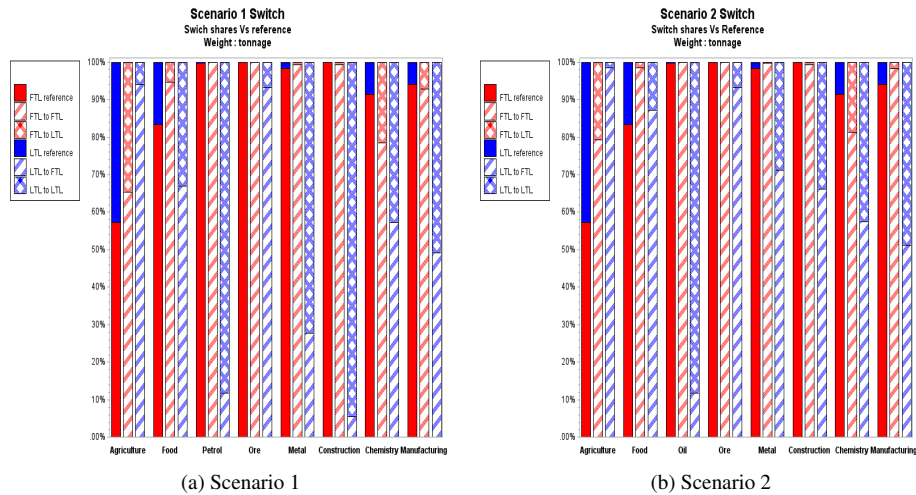 Scenario 1 Switch
Swich shares Vs reference
Weight : tonnage
FTL reference
FTL to FTL
FTL to LTL
LTL reference
LTL to FTL
LTL to LTL
100%
90%
80%
70%
60%
50%
40%
30%
20%
10%
.00%
Agriculture Food Petrol Ore Metal Construction Chemistry Manufacturing
(a) Scenario 1
Scenario 2 Switch
Switch shares Vs Reference
Weight : tonnage
FTL reference
FTL to FTL
FTL to LTL
LTL reference
LTL to FTL
LTL to LTL
100%
90%
80%
70%
60%
50%
40%
30%
20%
10%
.00%
Agriculture Food Oil Ore Metal Construction Chemistry Manufacturing
(b) Scenario 2